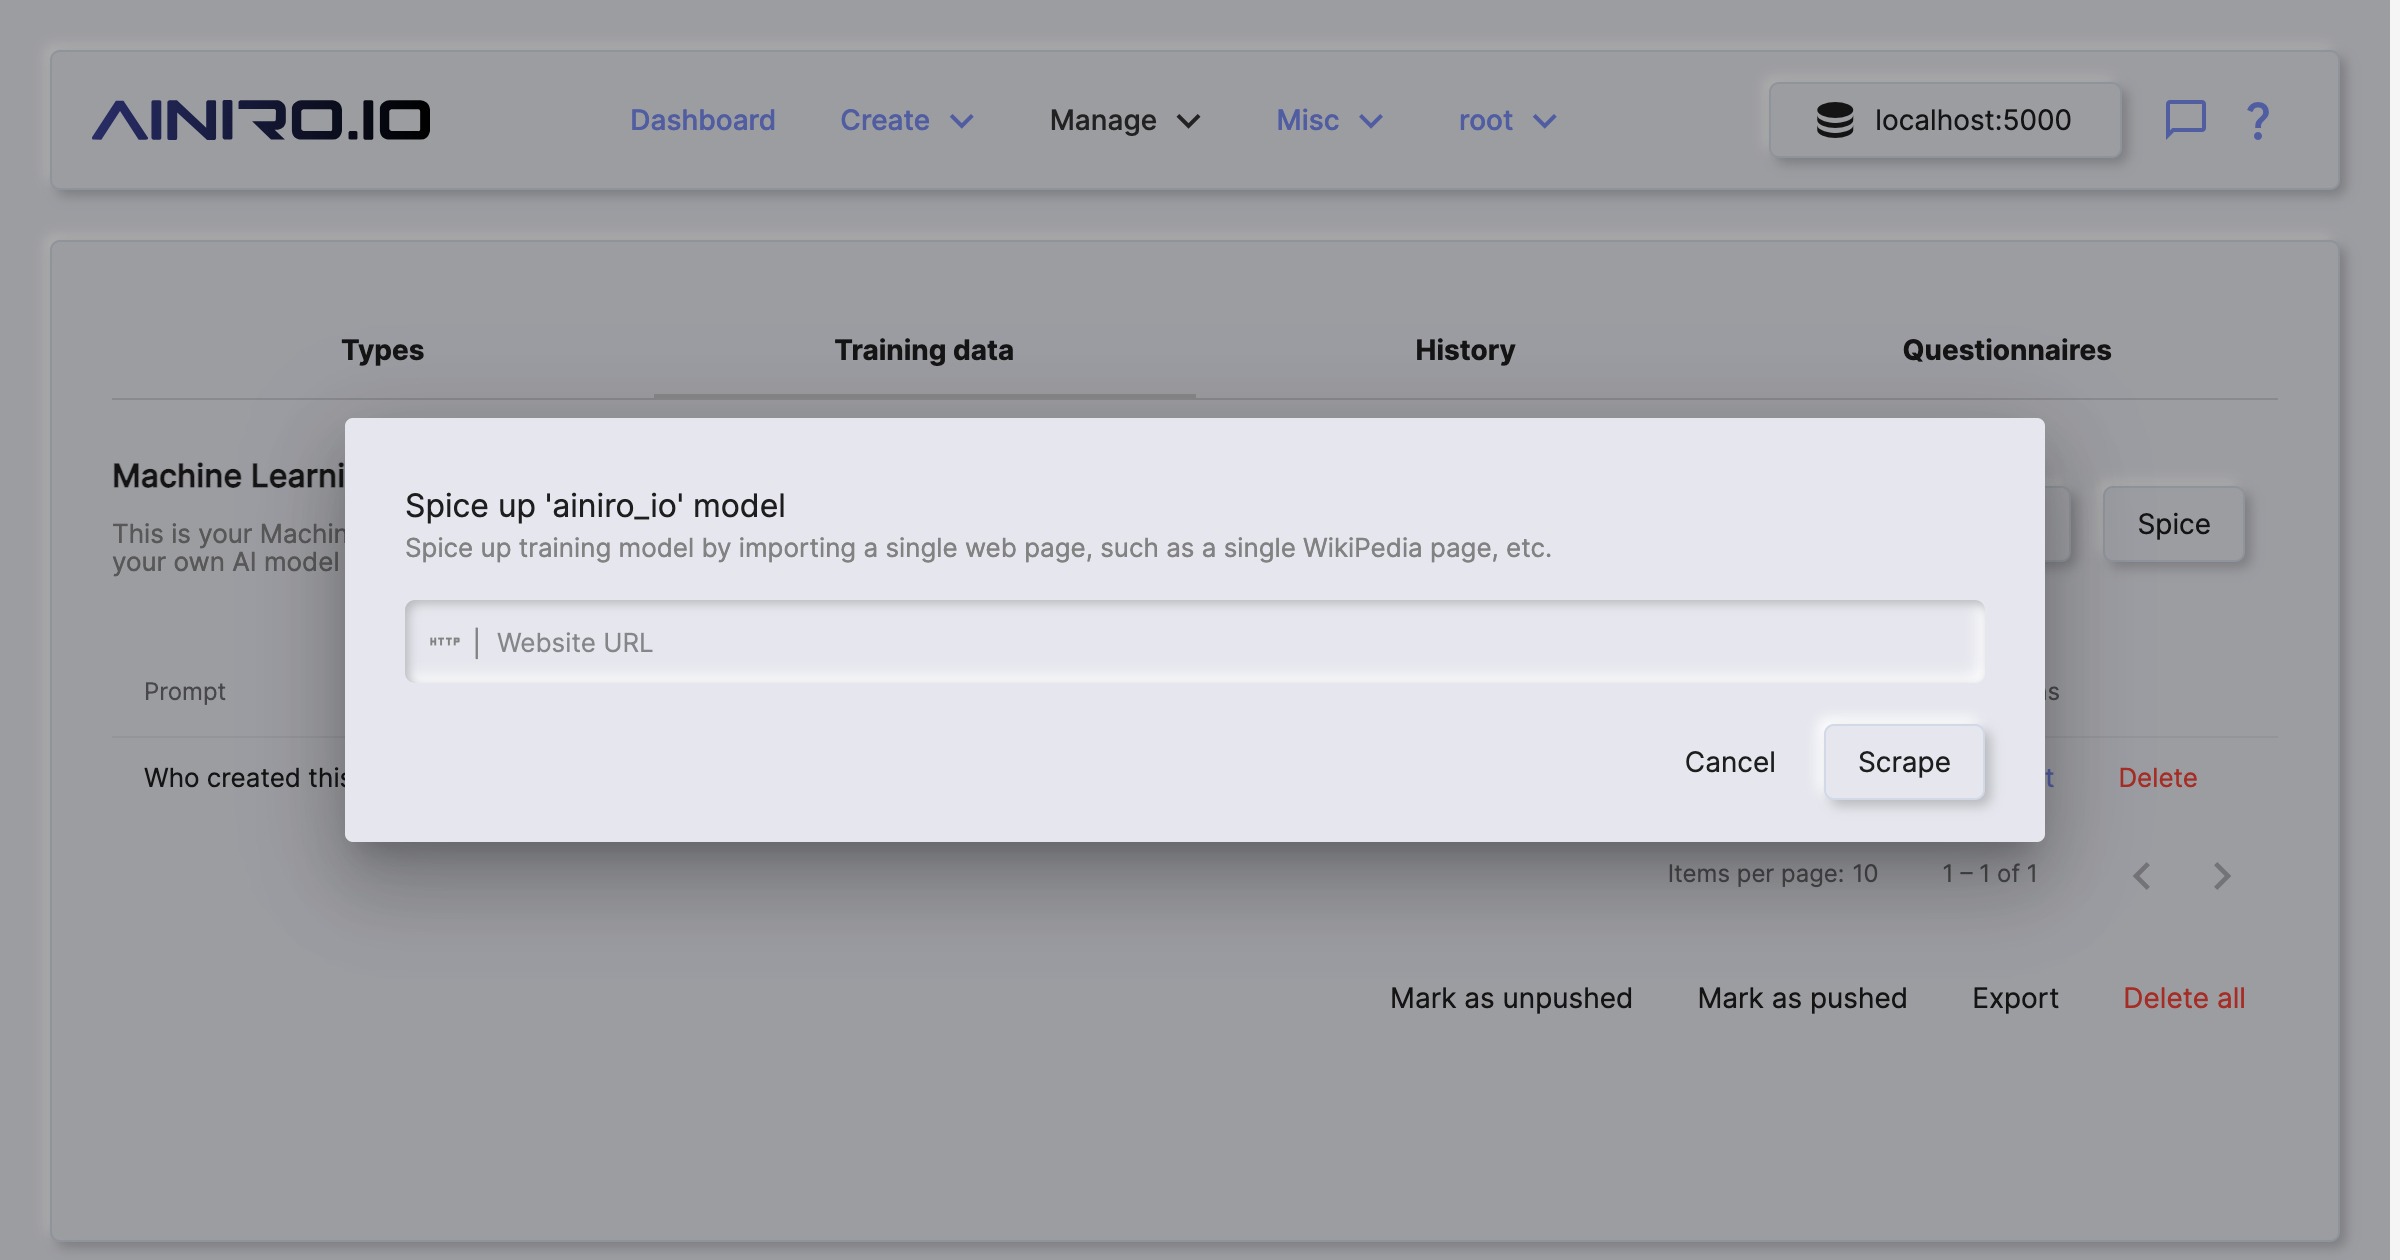 AINIRO.IO
Dashboard Create Manage Misc root localhost:5000 ?
Types Training data History Questionnaires
Machine Learni
This is your Machin
your own AI model
Spice
Spice up 'ainiro_io' model
Spice up training model by importing a single web page, such as a single WikiPedia page, etc.
HTTP | Website URL
Cancel Scrape
Prompt s
Who created this t Delete
Items per page: 10 1 – 1 of 1
Mark as unpushed Mark as pushed Export Delete all